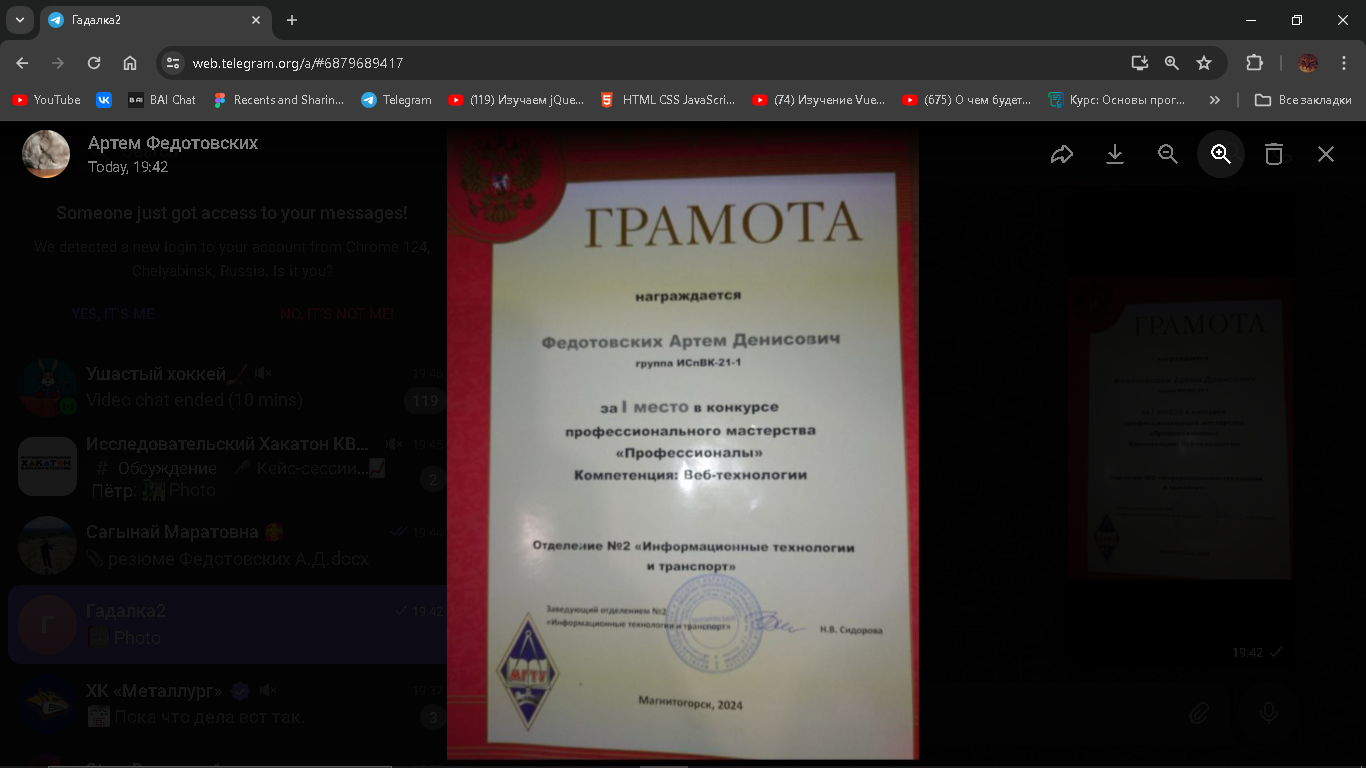 Гадалка2
web.telegram.org/a/#6879689417
YouTube
BAI Chat
Recents and Sharin...
Telegram
(119) Изучаем jQue...
HTML CSS JavaScri...
(74) Изучение Vue...
(675) О чем будет...
Курс: Основы прог...
Все закладки
Артем Федотовских
Today, 19:42
Someone just got access to your messages!
We detected a new login to your account from Chrome 124,
Chelyabinsk, Russia. Is it you?
YES, IT'S ME
NO, IT'S NOT ME!
Ушастый хоккей
19:46
Video chat ended (10 mins)
119
Исследовательский Хакатон КВ...
19:45
# Обсуждение
Кейс-сессии...
Пётр: Photo
2
Сагынай Маратовна
19:44
резюме Федотовских А.Д.docx
Г
Гадалка2
19:42
Photo
ХК «Металлург»
19:37
Пока что дела вот так.
3
ГРАМОТА
награждается
Федотовских Артем Денисович
группа ИСпВК-21-1
за I место в конкурсе
профессионального мастерства
«Профессионалы»
Компетенция: Веб-технологии
Отделение №2 «Информационные технологии
и транспорт»
Заведующий отделением №2
«Информационные технологии и транспорт»
Н.В. Сидорова
МГТУ
Магнитогорск, 2024
ГРАМОТА
19:42